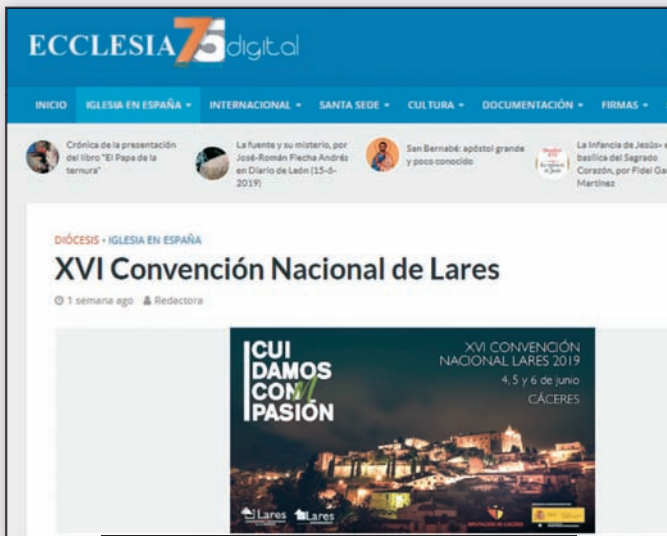 ECCLESIA 75 digital
INICIO IGLESIA EN ESPAÑA INTERNACIONAL SANTA SEDE CULTURA DOCUMENTACIÓN FIRMAS
Crónica de la presentación
del libro "El Papa de la
ternura"
La fuente y su misterio, por
José-Román Flecha Andrés
en Diario de León (15-6-
2019)
San Bernabé: apóstol grande
y poco conocido
La Infancia de Jesús» e
basílica del Sagrado
Corazón, por Fidel Gar
Martínez
DIÓCESIS • IGLESIA EN ESPAÑA
XVI Convención Nacional de Lares
1 semana ago Redactora
CUI
DAMOS
CON
PASIÓN
XVI CONVENCIÓN
NACIONAL LARES 2019
4, 5 y 6 de junio
CÁCERES
Lares Lares
DIPUTACIÓN DE CÁCERES